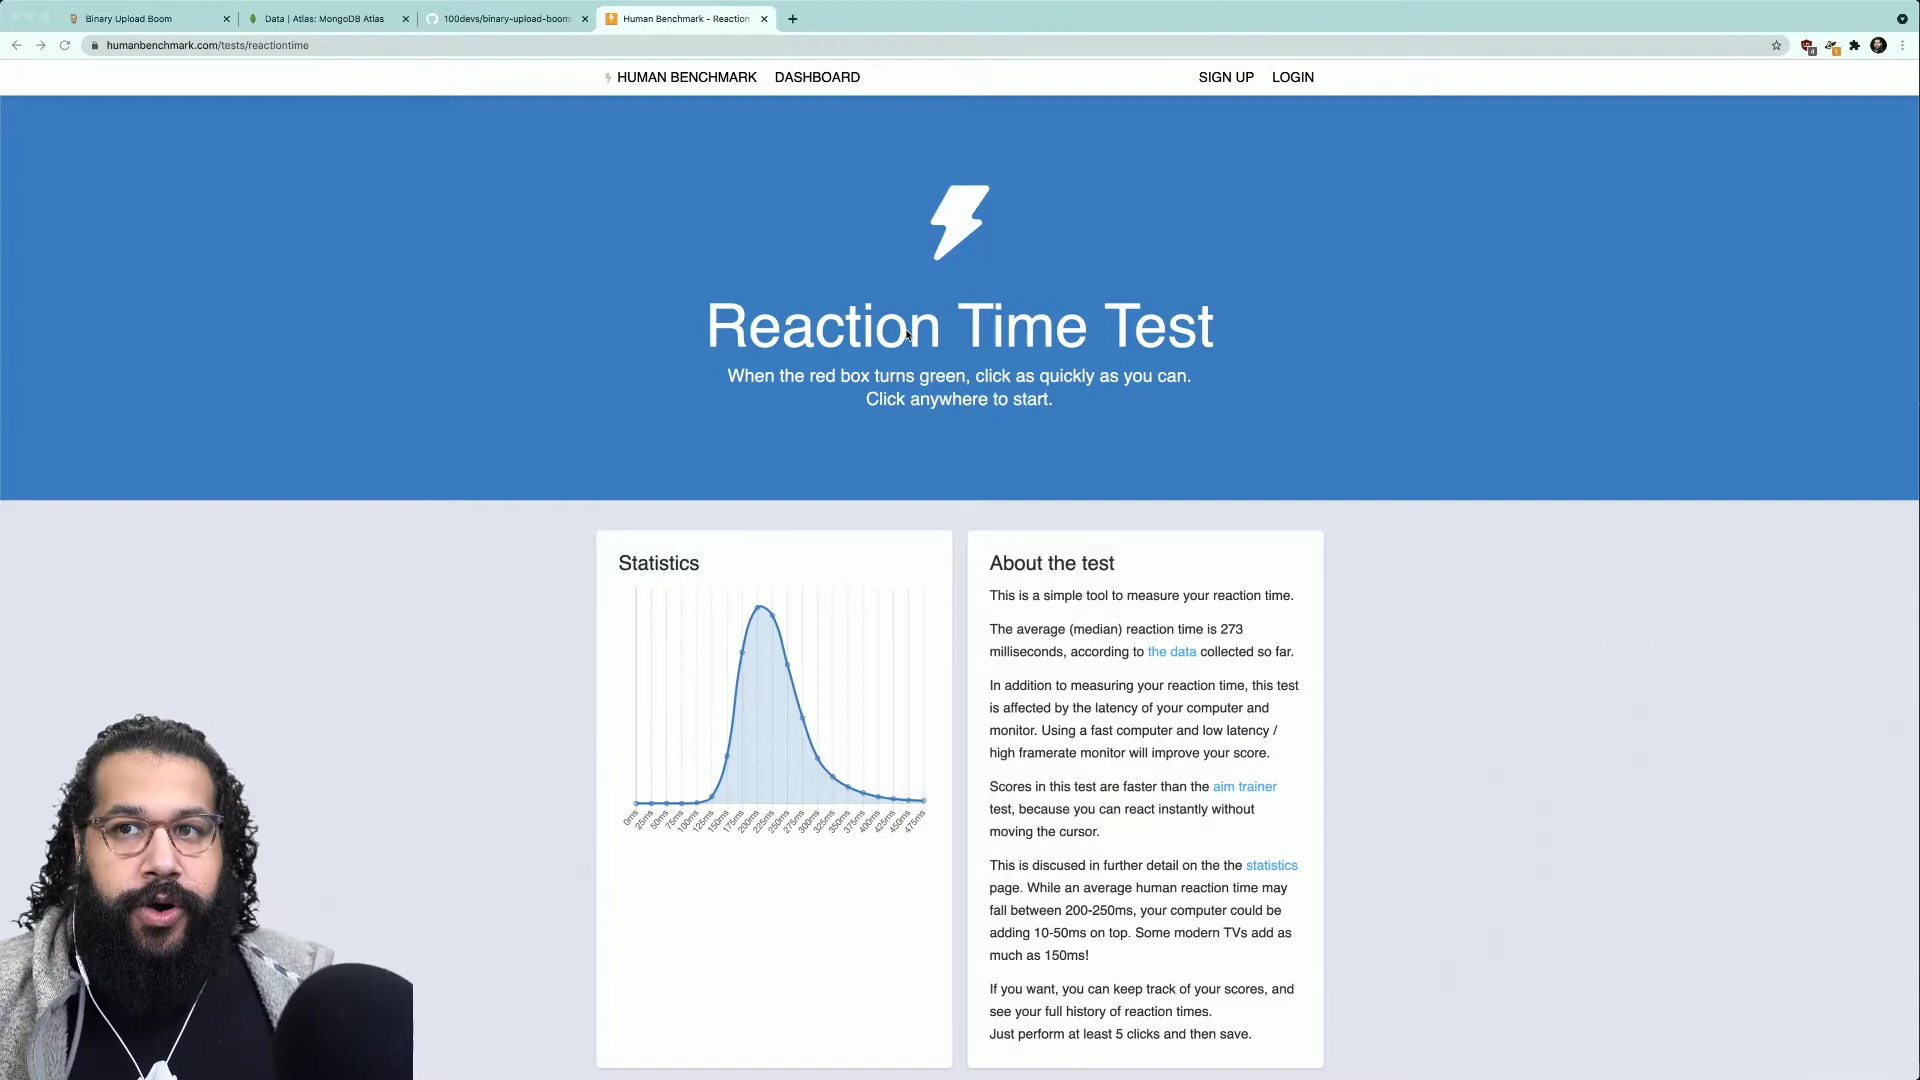 Binary Upload Boom
Data | Atlas: MongoDB Atlas
100devs/binary-upload-boom:
Human Benchmark - Reaction
humanbenchmark.com/tests/reactiontime
4
1
HUMAN BENCHMARK
DASHBOARD
SIGN UP
LOGIN
Reaction Time Test
When the red box turns green, click as quickly as you can.
Click anywhere to start.
Statistics
0ms
25ms
50ms
75ms
100ms
125ms
150ms
175ms
200ms
225ms
250ms
275ms
300ms
325ms
350ms
375ms
400ms
425ms
450ms
475ms
About the test
This is a simple tool to measure your reaction time.
The average (median) reaction time is 273
milliseconds, according to the data collected so far.
In addition to measuring your reaction time, this test
is affected by the latency of your computer and
monitor. Using a fast computer and low latency /
high framerate monitor will improve your score.
Scores in this test are faster than the aim trainer
test, because you can react instantly without
moving the cursor.
This is discused in further detail on the the statistics
page. While an average human reaction time may
fall between 200-250ms, your computer could be
adding 10-50ms on top. Some modern TVs add as
much as 150ms!
If you want, you can keep track of your scores, and
see your full history of reaction times.
Just perform at least 5 clicks and then save.